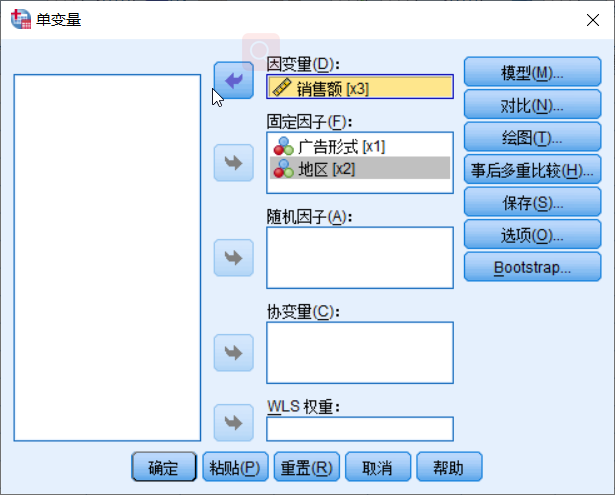 单变量
因变量(D)：
销售额 [x3]
固定因子(F)：
广告形式 [x1]
地区 [x2]
随机因子(A)：
协变量(C)：
WLS 权重：
模型(M)...
对比(N)...
绘图(T)...
事后多重比较(H)...
保存(S)...
选项(O)...
Bootstrap...
确定 粘贴(P) 重置(R) 取消 帮助